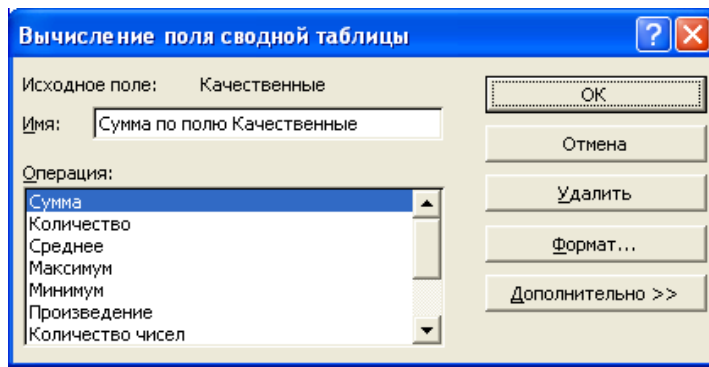 Вычисление поля сводной таблицы
Исходное поле: Качественные
Имя: Сумма по полю Качественные
Операция:
Сумма
Количество
Среднее
Максимум
Минимум
Произведение
Количество чисел
ОК
Отмена
Удалить
Формат...
Дополнительно >>